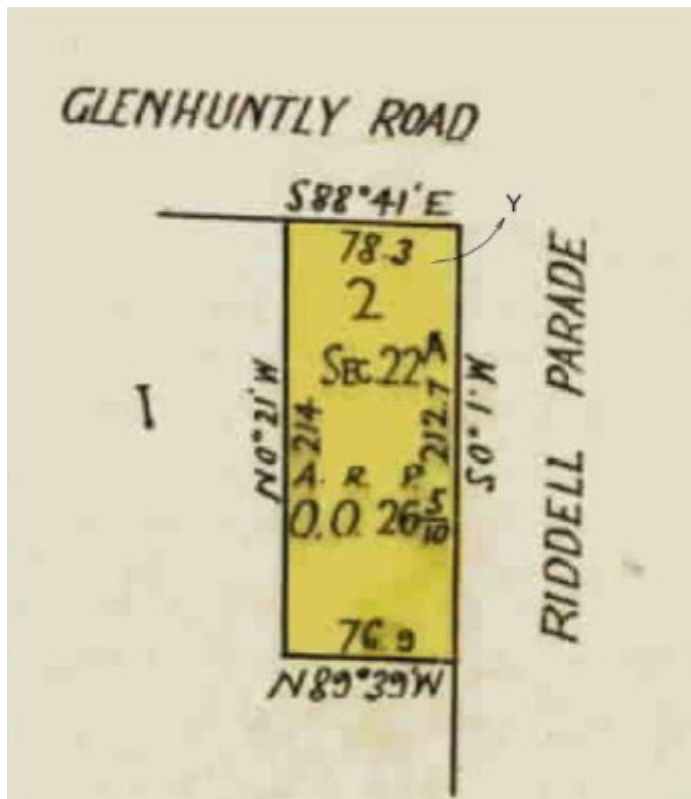 GLENHUNTLY ROAD
S88°41'E
Y
78.3
2
SEC. 22A
I
N0°21'W
214
212.7
S0°1'W
RIDDELL PARADE
A. R. P.
0. 0. 26 5/10
76.9
N89°39'W